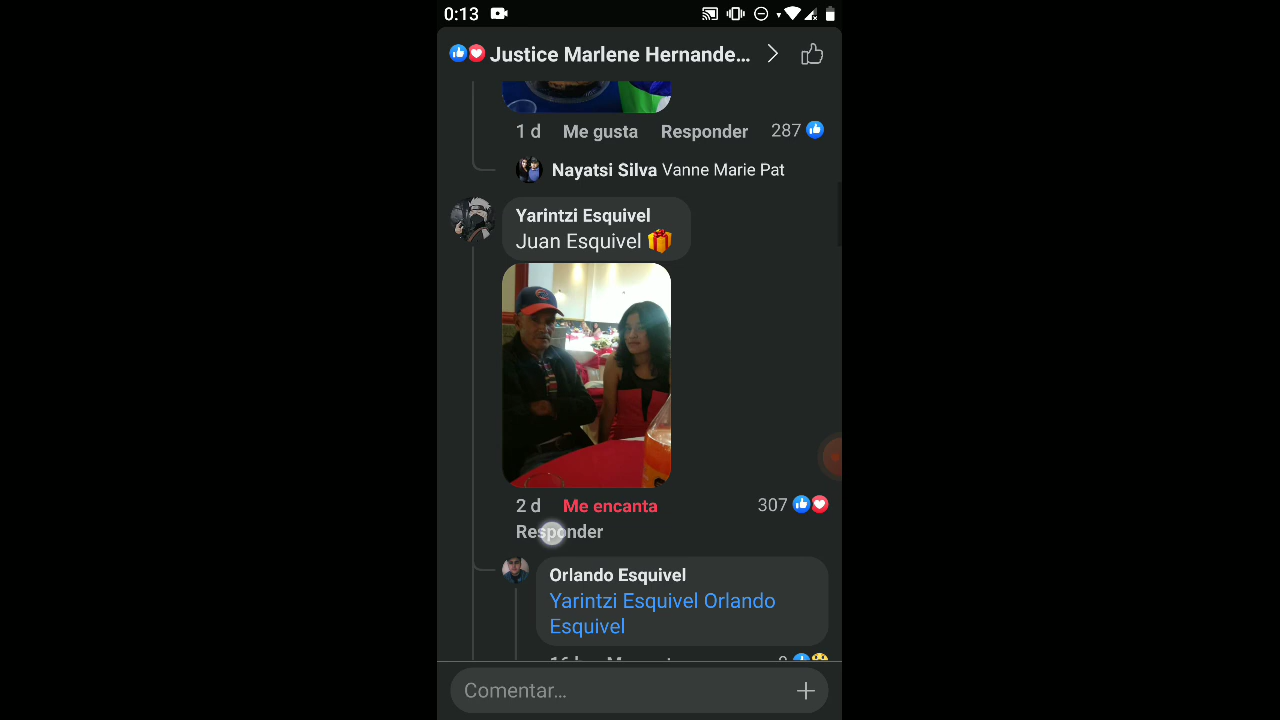 0:13
Justice Marlene Hernande...
1 d Me gusta Responder 287
Nayatsi Silva Vanne Marie Pat
Yarintzi Esquivel
Juan Esquivel 🎁
2 d Me encanta 307
Responder
Orlando Esquivel
Yarintzi Esquivel Orlando
Esquivel
Comentar...